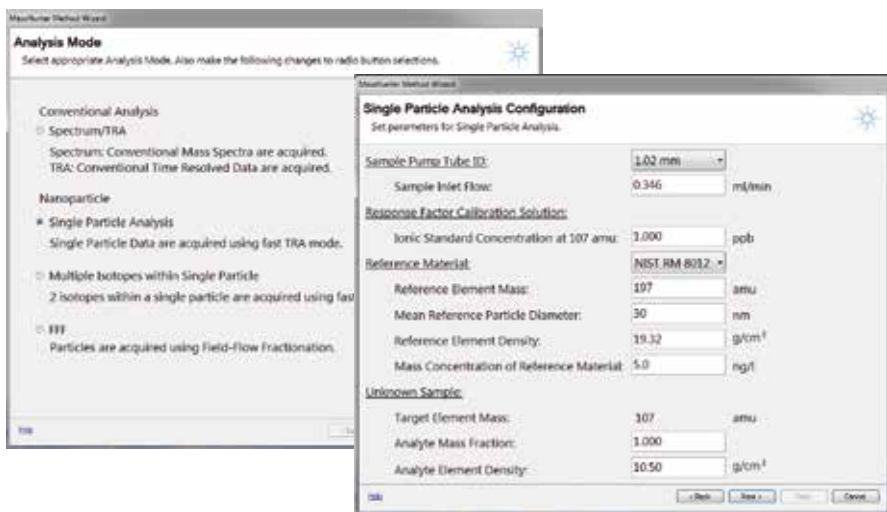 MassHunter Method Wizard
Analysis Mode
Select appropriate Analysis Mode. Also make the following changes to radio button selections.
Conventional Analysis
Spectrum/TRA
Spectrum: Conventional Mass Spectra are acquired.
TRA: Conventional Time Resolved Data are acquired.
Nanoparticle
Single Particle Analysis
Single Particle Data are acquired using fast TRA mode.
Multiple Isotopes within Single Particle
2 isotopes within a single particle are acquired using fast
FFF
Particles are acquired using Field-Flow Fractionation.
Help
MassHunter Method Wizard
Single Particle Analysis Configuration
Set parameters for Single Particle Analysis.
Sample Pump Tube ID: 1.02 mm
Sample Inlet Flow: 0.346 ml/min
Response Factor Calibration Solution:
Ionic Standard Concentration at 107 amu: 1.000 ppb
Reference Material: NIST RM 8012
Reference Element Mass: 197 amu
Mean Reference Particle Diameter: 30 nm
Reference Element Density: 19.32 g/cm³
Mass Concentration of Reference Material: 5.0 ng/l
Unknown Sample:
Target Element Mass: 107 amu
Analyte Mass Fraction: 1.000
Analyte Element Density: 10.50 g/cm³
Help < Back Next > Cancel